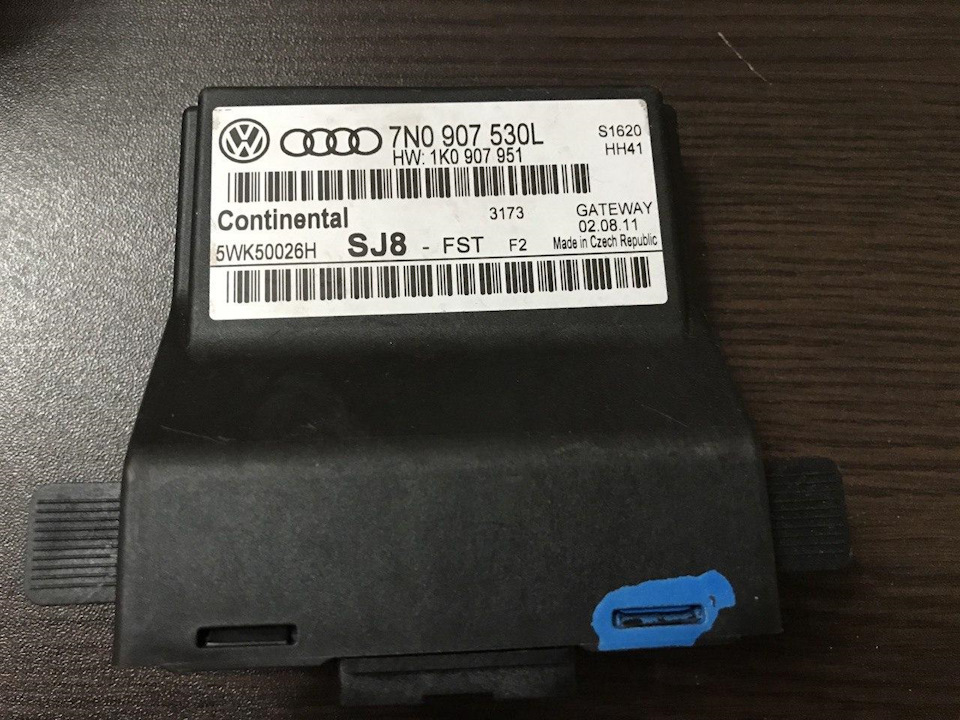 7N0 907 530L
HW: 1K0 907 951
S1620
HH41
Continental
3173
GATEWAY
02.08.11
5WK50026H SJ8 - FST F2 Made in Czech Republic